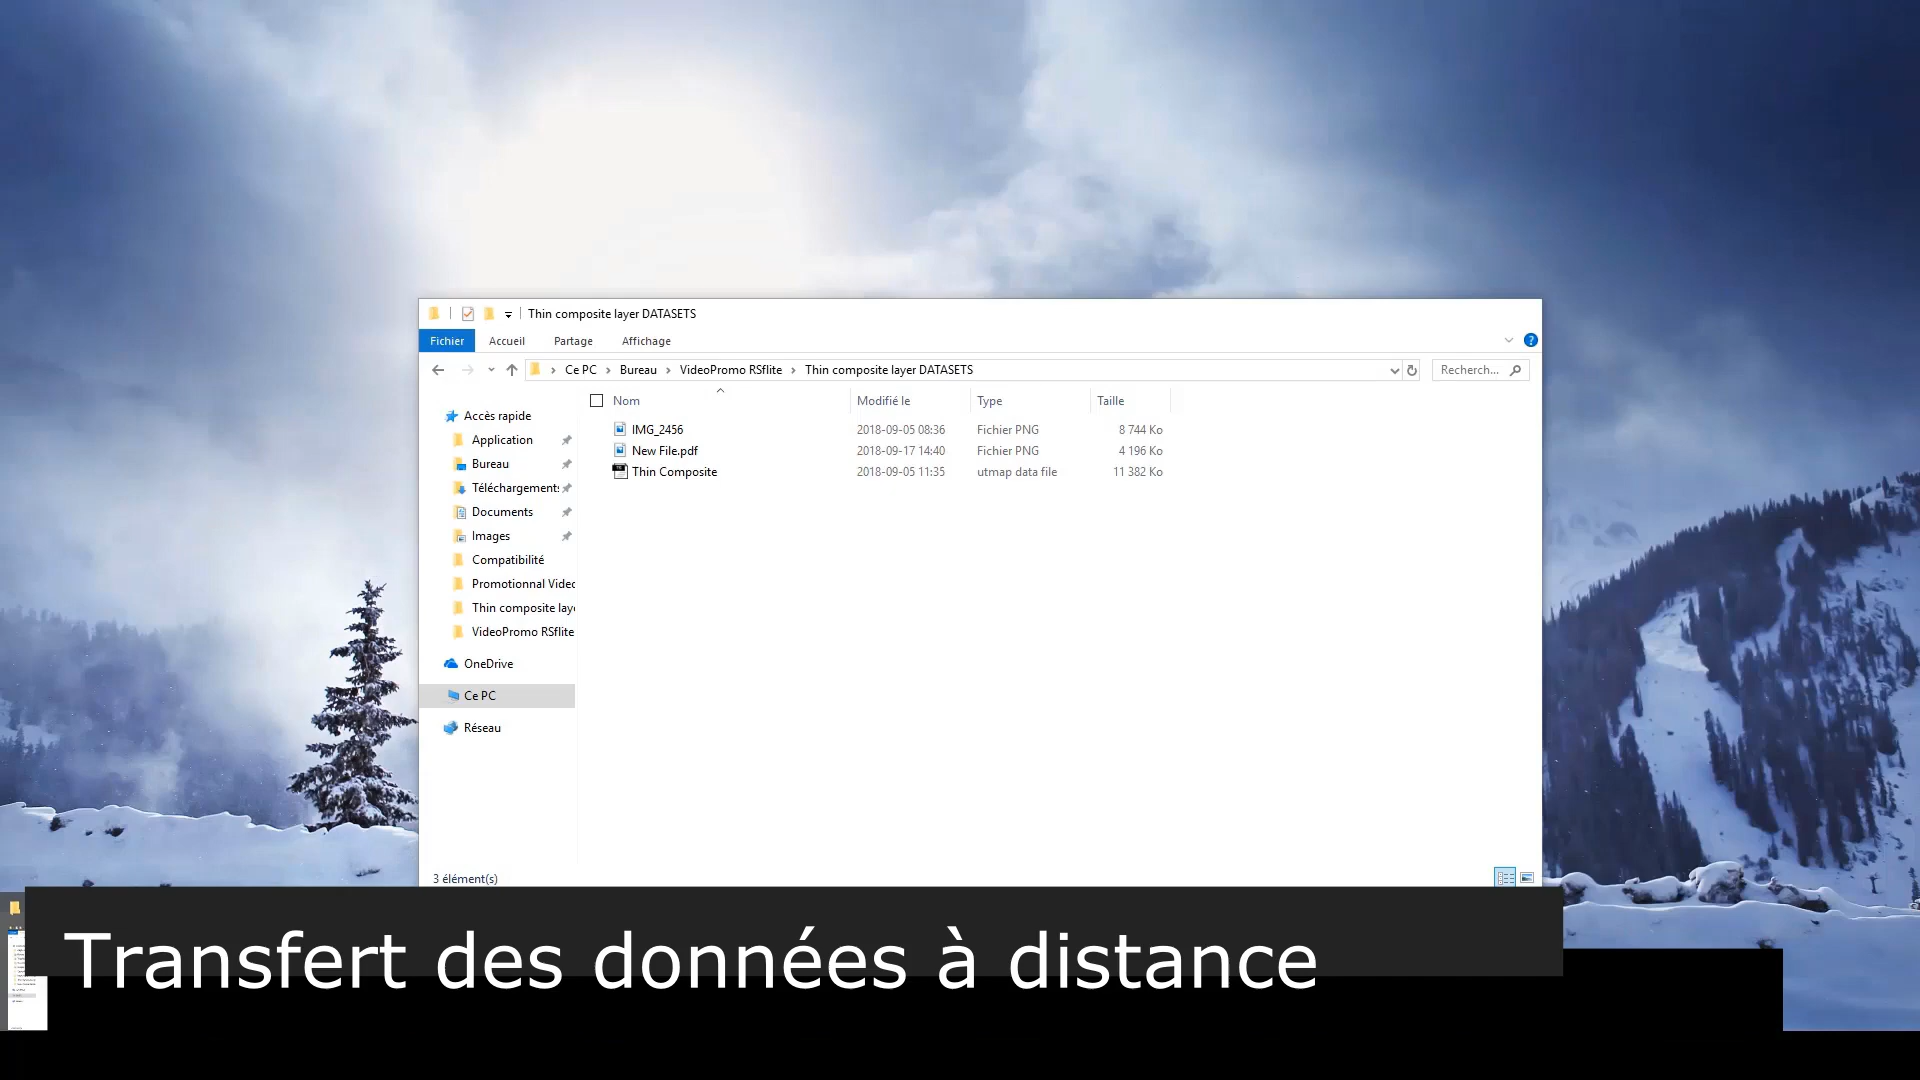 Thin composite layer DATASETS
Fichier Accueil Partage Affichage
Ce PC Bureau VideoPromo RSflite Thin composite layer DATASETS Recherch...
Nom Modifié le Type Taille
Accès rapide
Application
Bureau
Téléchargements
Documents
Images
Compatibilité
Promotionnal Videc
Thin composite laye
VideoPromo RSflite
OneDrive
Ce PC
Réseau
IMG_2456 2018-09-05 08:36 Fichier PNG 8 744 Ko
New File.pdf 2018-09-17 14:40 Fichier PNG 4 196 Ko
Thin Composite 2018-09-05 11:35 utmap data file 11 382 Ko
3 élément(s)
Transfert des données à distance